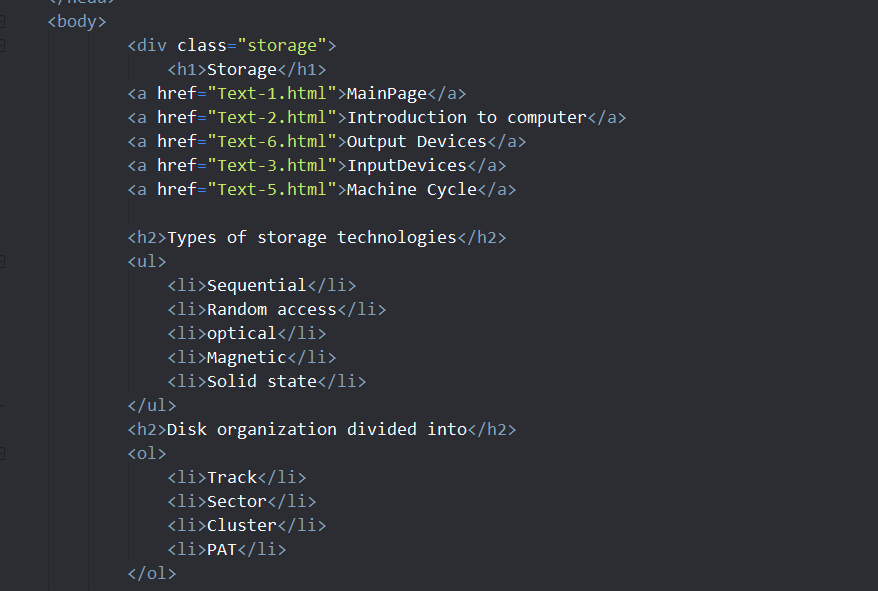 </head>
<body>
<div class="storage">
<h1>Storage</h1>
<a href="Text-1.html">MainPage</a>
<a href="Text-2.html">Introduction to computer</a>
<a href="Text-6.html">Output Devices</a>
<a href="Text-3.html">InputDevices</a>
<a href="Text-5.html">Machine Cycle</a>
<h2>Types of storage technologies</h2>
<ul>
<li>Sequential</li>
<li>Random access</li>
<li>optical</li>
<li>Magnetic</li>
<li>Solid state</li>
</ul>
<h2>Disk organization divided into</h2>
<ol>
<li>Track</li>
<li>Sector</li>
<li>Cluster</li>
<li>PAT</li>
</ol>